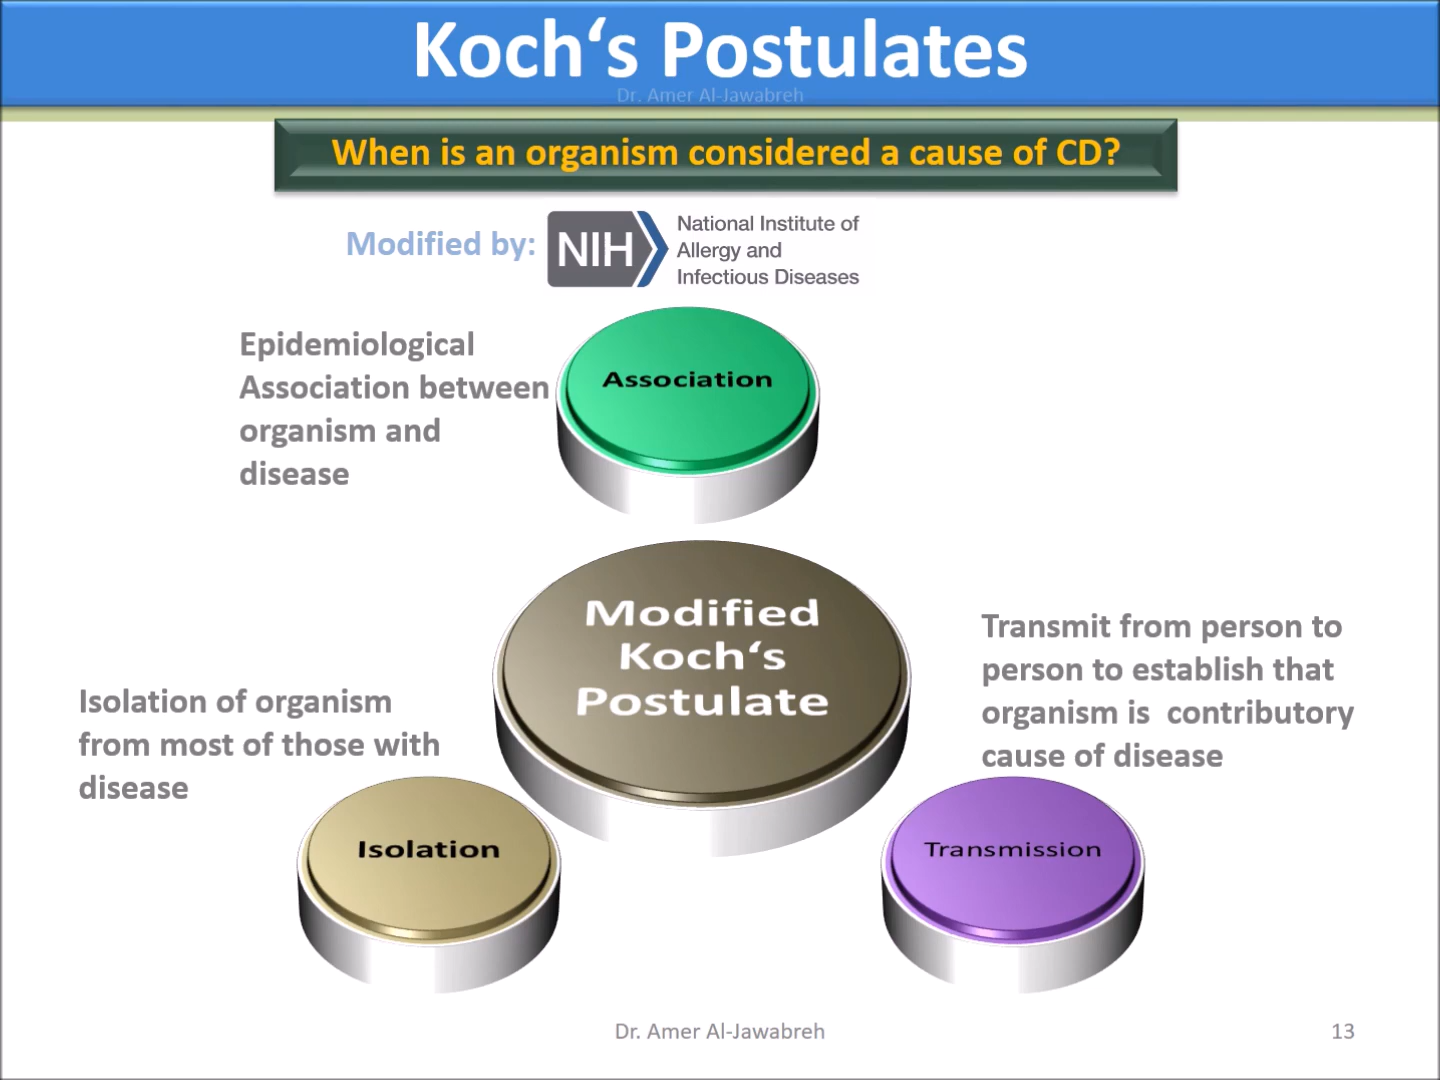 Koch‘s Postulates
Dr. Amer Al-Jawabreh
When is an organism considered a cause of CD?
Modified by:
NIH
National Institute of
Allergy and
Infectious Diseases
Epidemiological
Association between
organism and
disease
Association
Modified
Koch‘s
Postulate
Transmit from person to
person to establish that
organism is  contributory
cause of disease
Isolation of organism
from most of those with
disease
Isolation
Transmission
Dr. Amer Al-Jawabreh
13